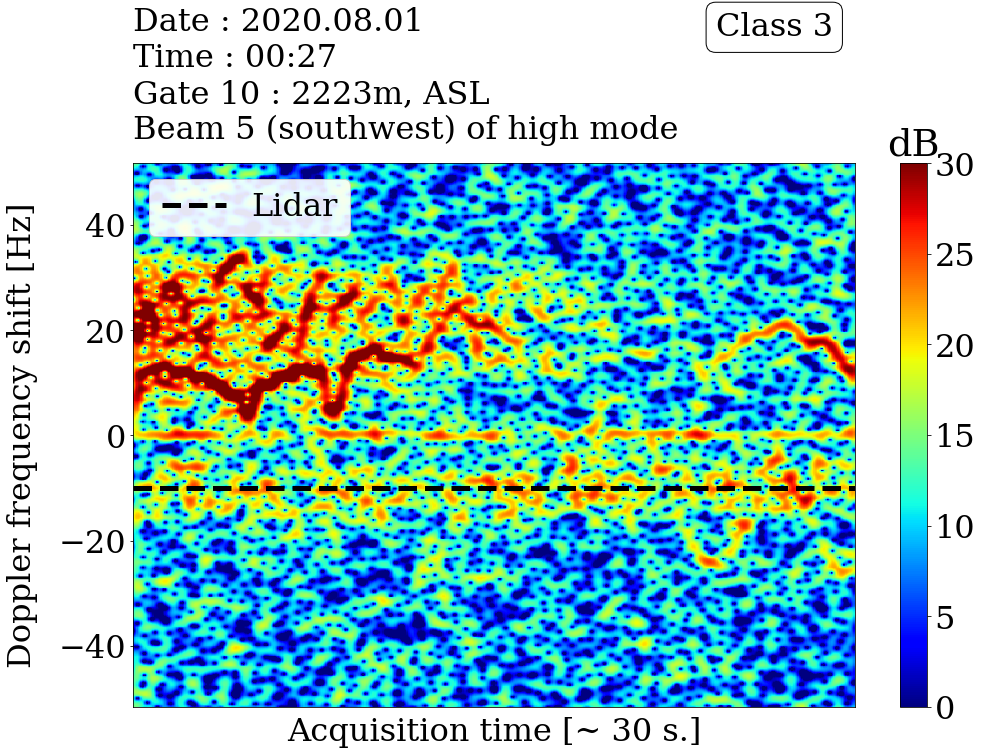 Date : 2020.08.01
Class 3
Time : 00:27
Gate 10 : 2223m, ASL
Beam 5 (southwest) of high mode
dB
Lidar
Doppler frequency shift [Hz]
40
20
0
−20
−40
30
25
20
15
10
5
0
Acquisition time [~ 30 s.]